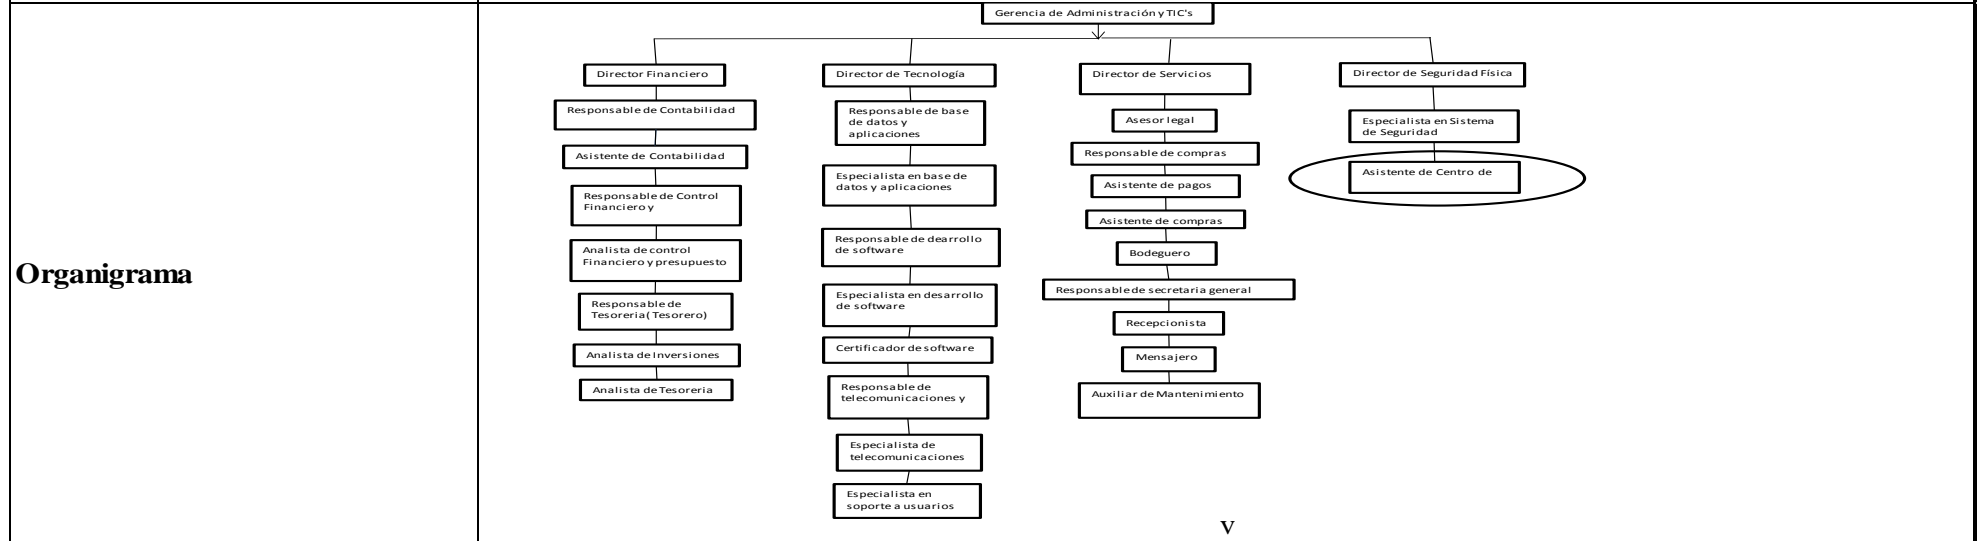 Organigrama
Gerencia de Administración y TIC's
Director Financiero
Responsable de Contabilidad
Asistente de Contabilidad
Responsable de Control
Financiero y
Analista de control
Financiero y presupuesto
Responsable de
Tesoreria( Tesorero)
Analista de Inversiones
Analista de Tesoreria
Director de Tecnología
Responsable de base
de datos y
aplicaciones
Especialista en base de
datos y aplicaciones
Responsable de dearrollo
de software
Especialista en desarrollo
de software
Certificador de software
Responsable de
telecomunicaciones y
Especialista de
telecomunicaciones
Especialista en
soporte a usuarios
Director de Servicios
Asesor legal
Responsable de compras
Asistente de pagos
Asistente de compras
Bodeguero
Responsable de secretaria general
Recepcionista
Mensajero
Auxiliar de Mantenimiento
Director de Seguridad Física
Especialista en Sistema
de Seguridad
Asistente de Centro de
v